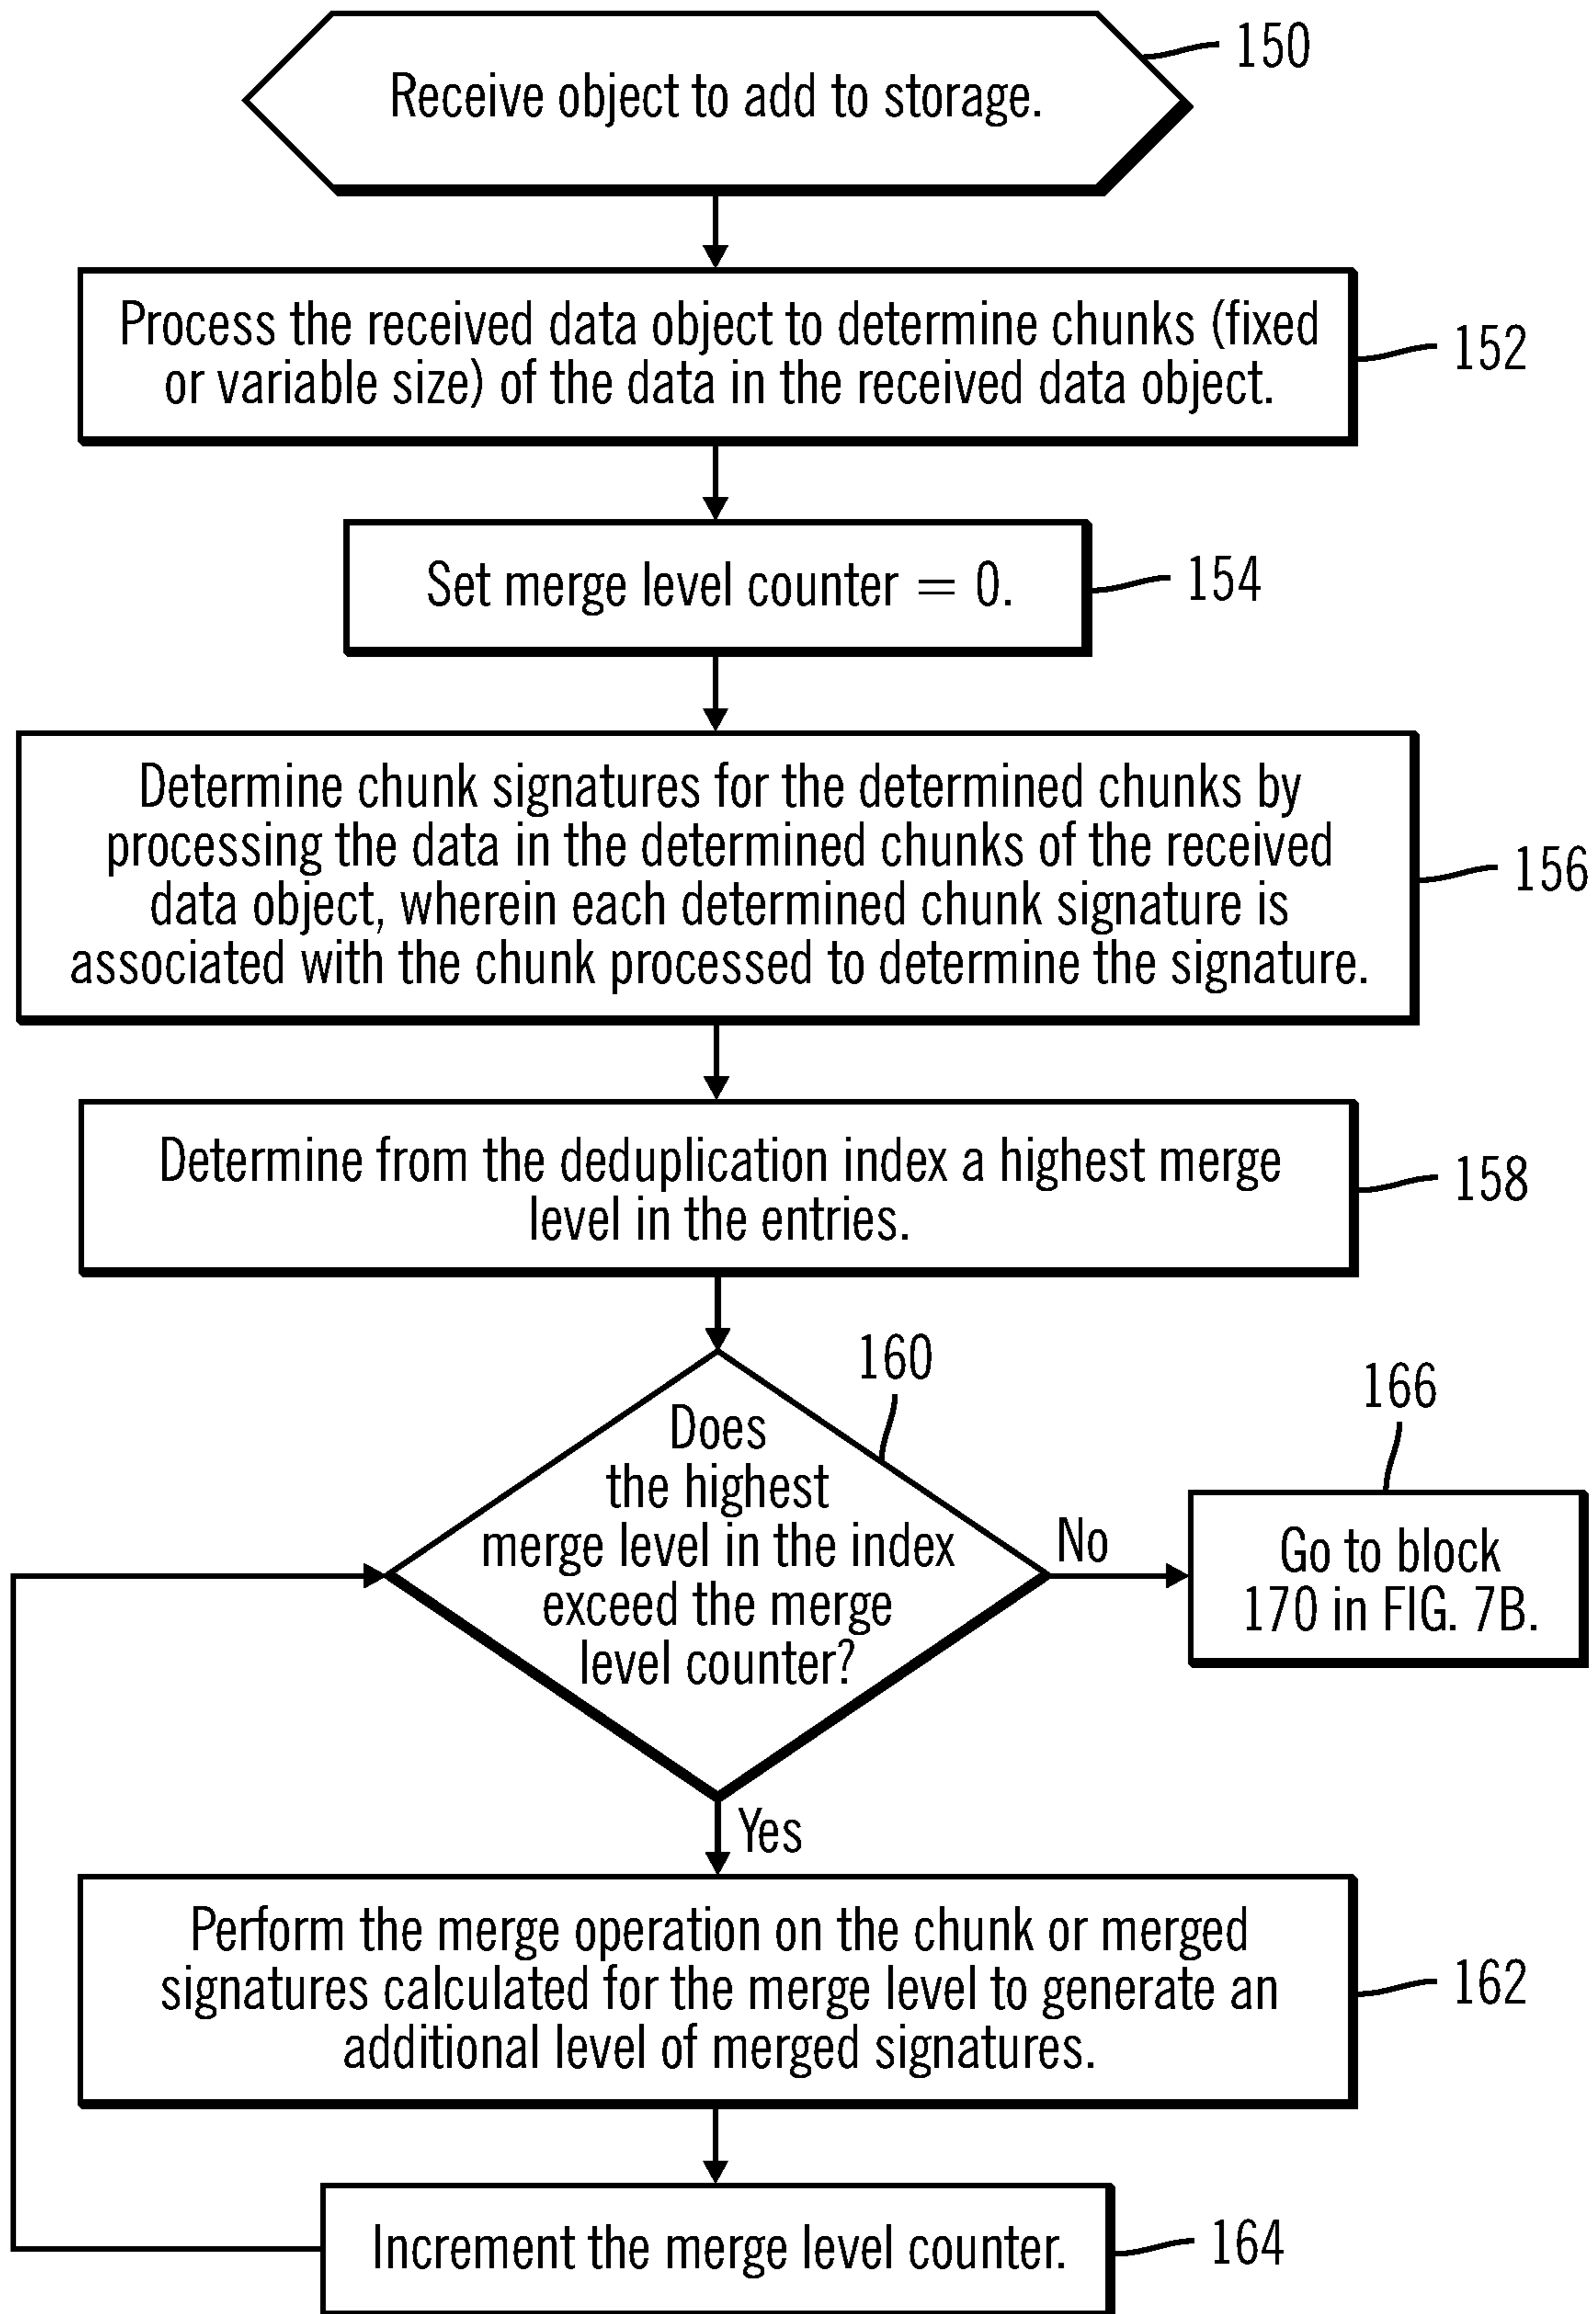 150
Receive object to add to storage.
Process the received data object to determine chunks (fixed
or variable size) of the data in the received data object.
152
Set merge level counter = 0.
154
Determine chunk signatures for the determined chunks by
processing the data in the determined chunks of the received
data object, wherein each determined chunk signature is
associated with the chunk processed to determine the signature.
156
Determine from the deduplication index a highest merge
level in the entries.
158
160
Does
the highest
merge level in the index
exceed the merge
level counter?
No
166
Go to block
170 in FIG. 7B.
Yes
Perform the merge operation on the chunk or merged
signatures calculated for the merge level to generate an
additional level of merged signatures.
162
Increment the merge level counter.
164